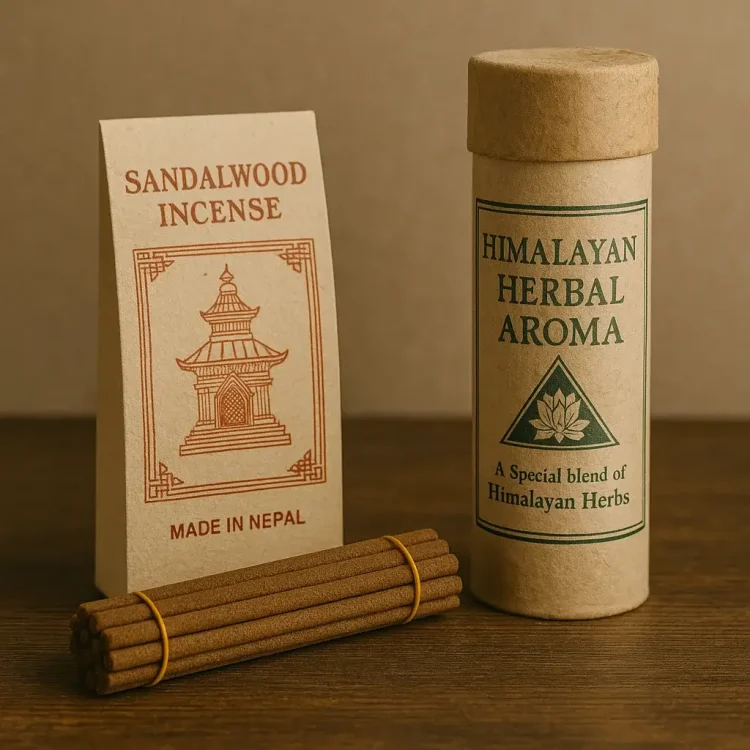 SANDALWOOD
INCENSE
MADE IN NEPAL
HIMALAYAN
HERBAL
AROMA
A Special blend of
Himalayan Herbs